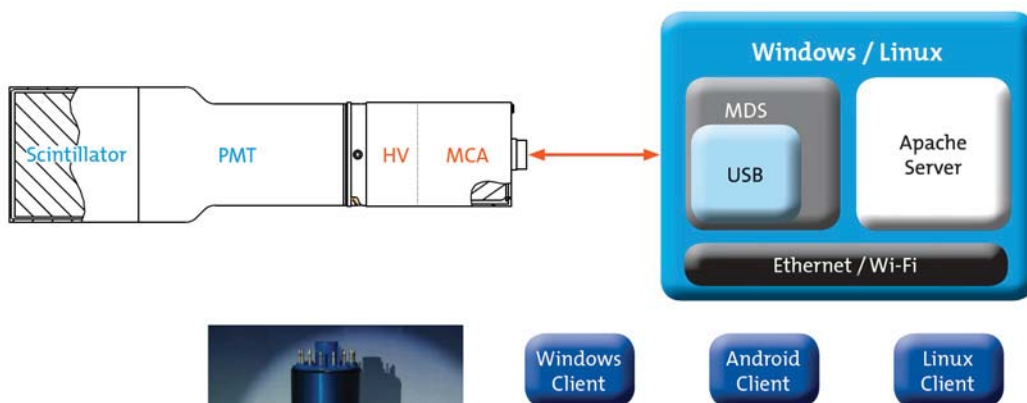 Windows / Linux
MDS
USB
Apache
Server
Ethernet / Wi-Fi
Scintillator
PMT
HV
MCA
Windows
Client
Android
Client
Linux
Client